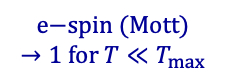 e−spin (Mott)
→ 1 for T ≪ Tmax